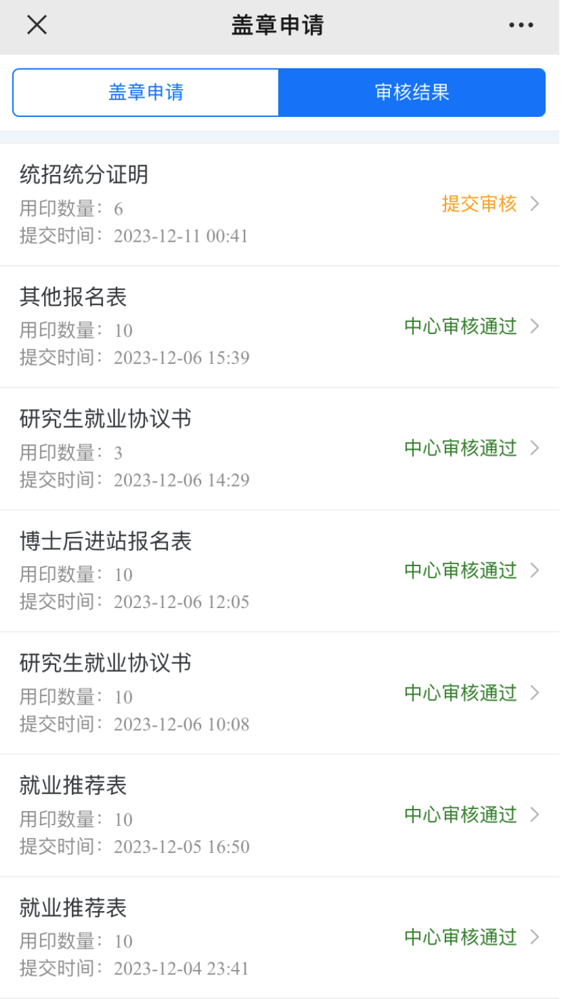 盖章申请
盖章申请
审核结果
统招统分证明
用印数量：6
提交时间：2023-12-11 00:41
提交审核
其他报名表
用印数量：10
提交时间：2023-12-06 15:39
中心审核通过
研究生就业协议书
用印数量：3
提交时间：2023-12-06 14:29
中心审核通过
博士后进站报名表
用印数量：10
提交时间：2023-12-06 12:05
中心审核通过
研究生就业协议书
用印数量：10
提交时间：2023-12-06 10:08
中心审核通过
就业推荐表
用印数量：10
提交时间：2023-12-05 16:50
中心审核通过
就业推荐表
用印数量：10
提交时间：2023-12-04 23:41
中心审核通过